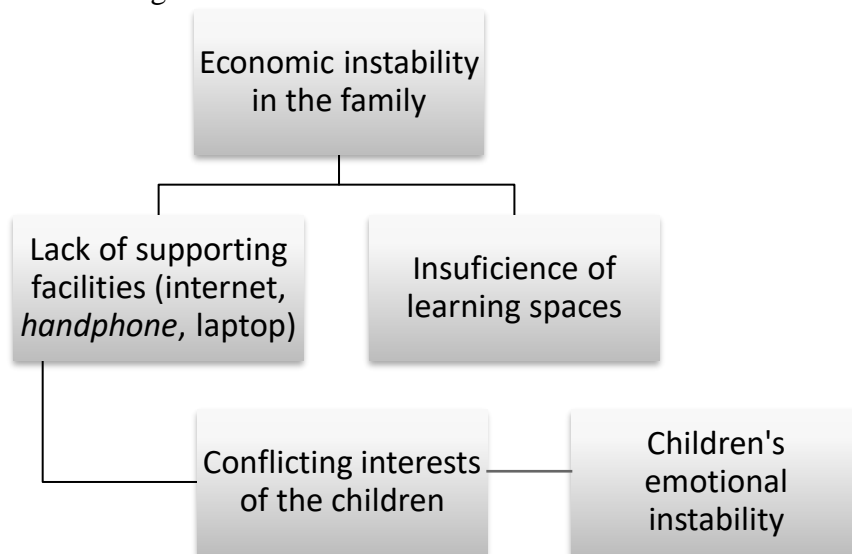 Economic instability
in the family
Lack of supporting
facilities (internet,
handphone, laptop)
Insuficience of
learning spaces
Conflicting interests
of the children
Children's
emotional
instability